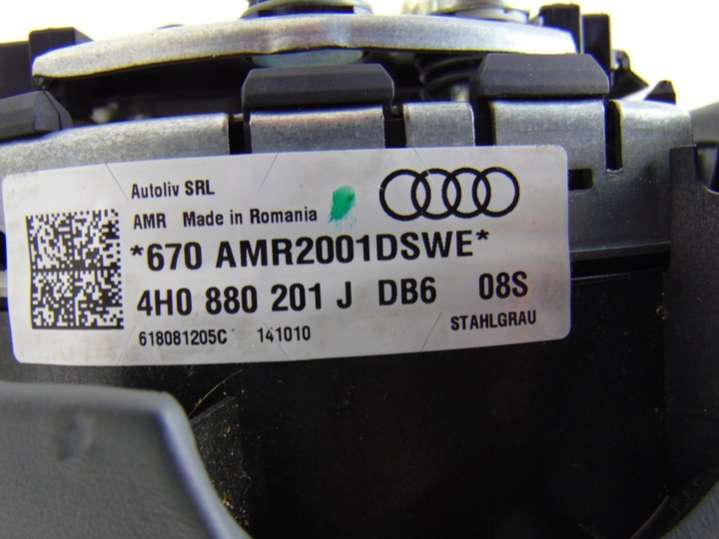 Autoliv SRL
AMR Made in Romania
*670 AMR2001DSWE*
4H0 880 201 J DB6 08S
618081205C 141010 STAHLGRAU